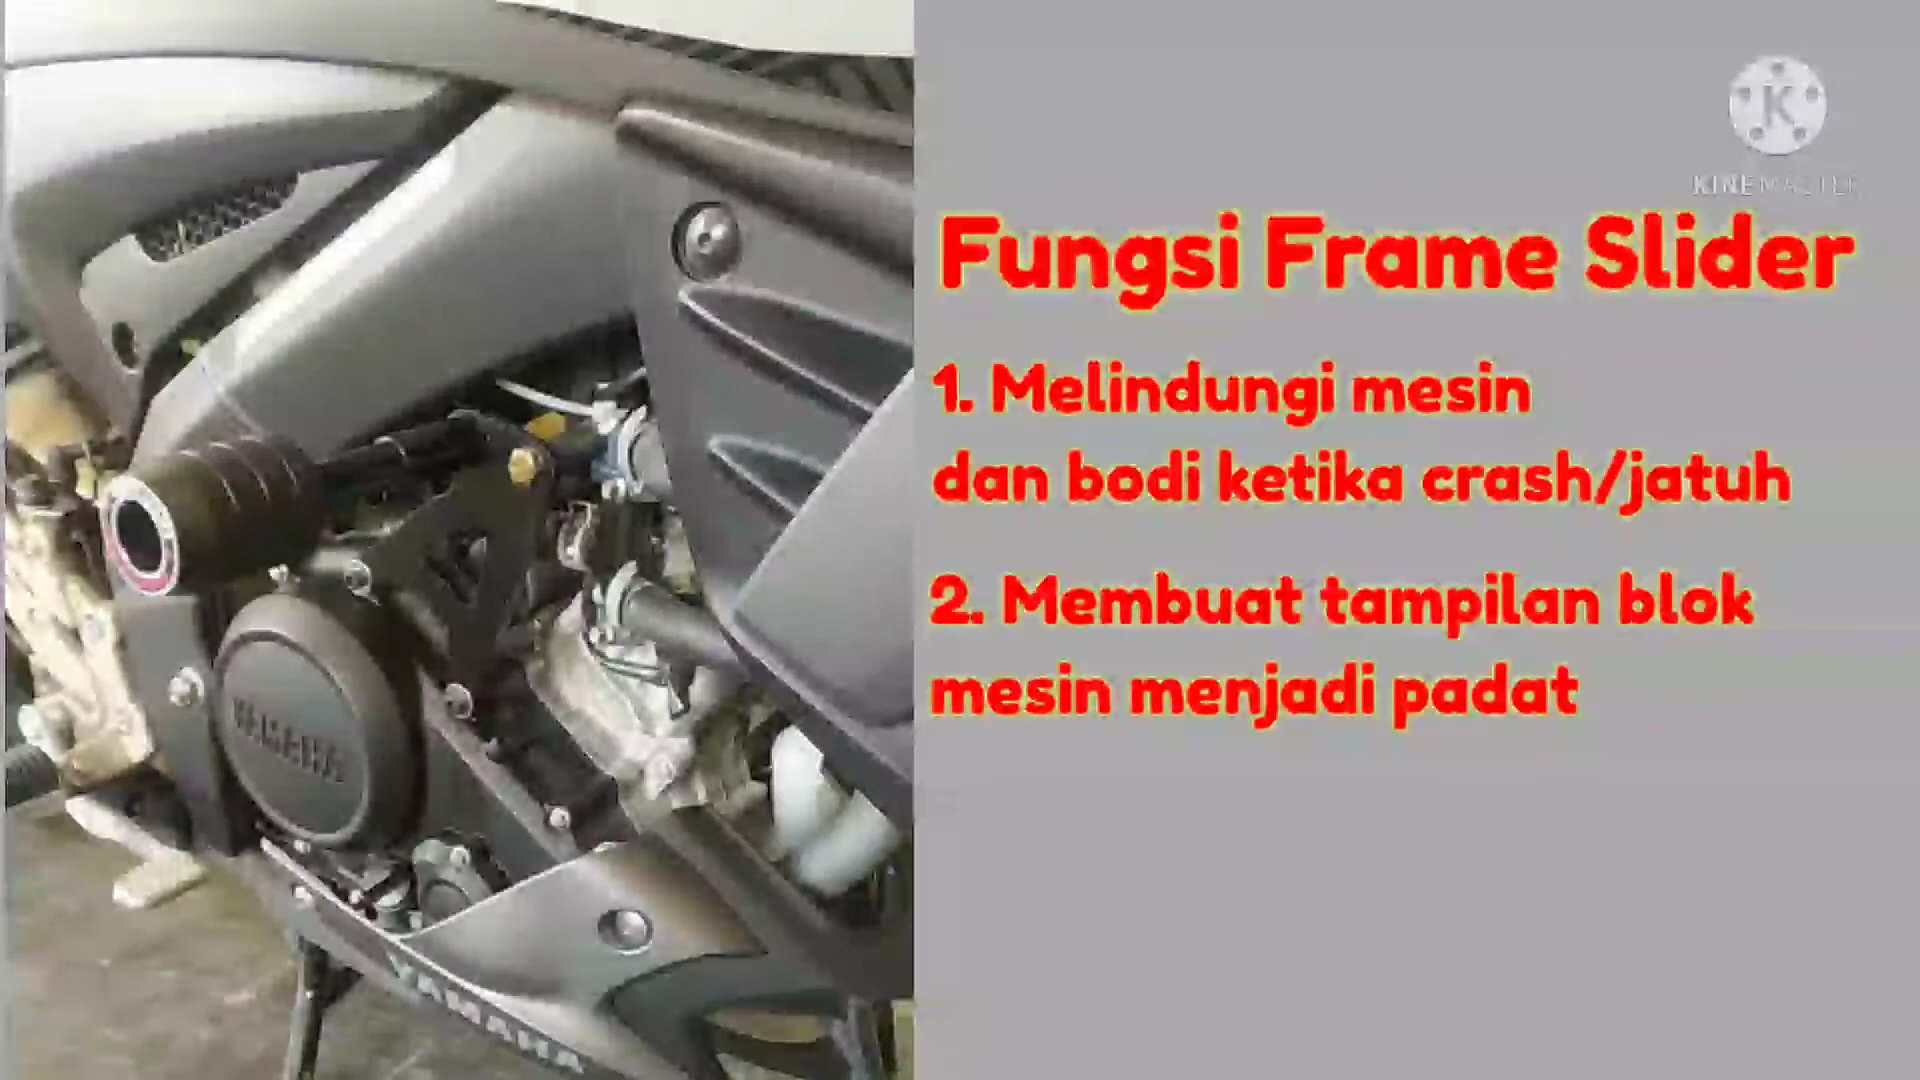 KINEMASTER
Fungsi Frame Slider
1. Melindungi mesin
dan bodi ketika crash/jatuh
2. Membuat tampilan blok
mesin menjadi padat
YAMAHA
YAMAHA